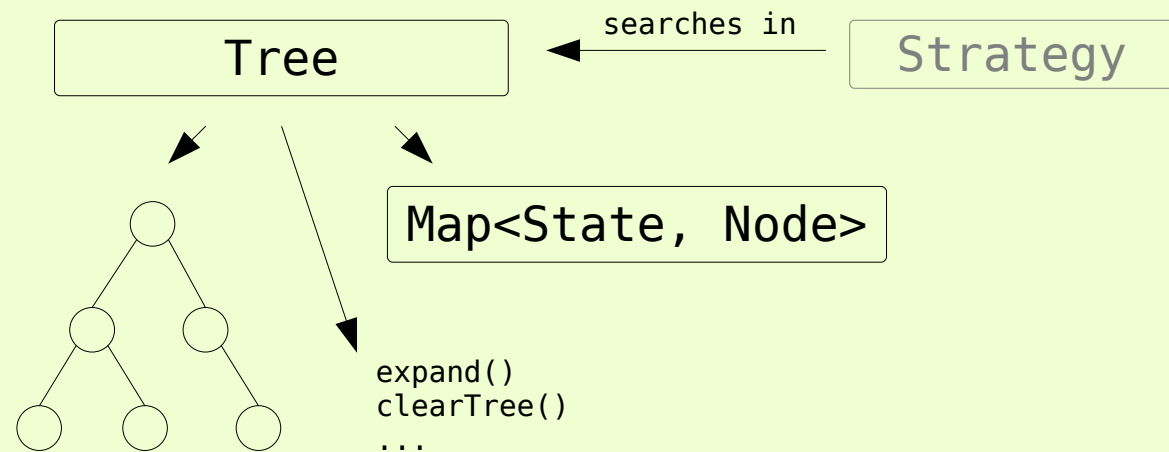 searches in
Tree
Strategy
Map<State, Node>
expand()
clearTree()
...